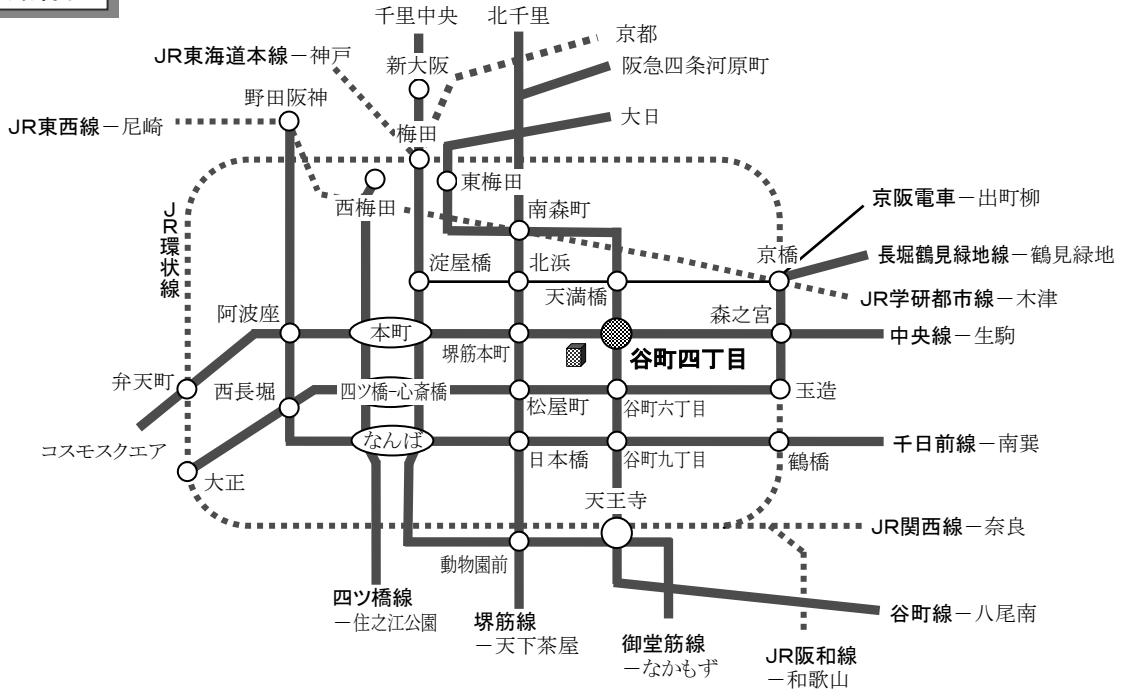 千里中央
北千里
京都
JR東海道本線－神戸
新大阪
阪急四条河原町
野田阪神
大日
JR東西線－尼崎
梅田
東梅田
西梅田
南森町
京阪電車－出町柳
JR環状線
京橋
長堀鶴見緑地線－鶴見緑地
淀屋橋
北浜
天満橋
JR学研都市線－木津
阿波座
本町
堺筋本町
森之宮
中央線－生駒
谷町四丁目
弁天町
西長堀
四ツ橋－心斎橋
松屋町
谷町六丁目
玉造
コスモスクエア
なんば
日本橋
谷町九丁目
鶴橋
千日前線－南巽
大正
天王寺
JR関西線－奈良
動物園前
四ツ橋線
－住之江公園
堺筋線
－天下茶屋
御堂筋線
－なかもず
谷町線－八尾南
JR阪和線
－和歌山